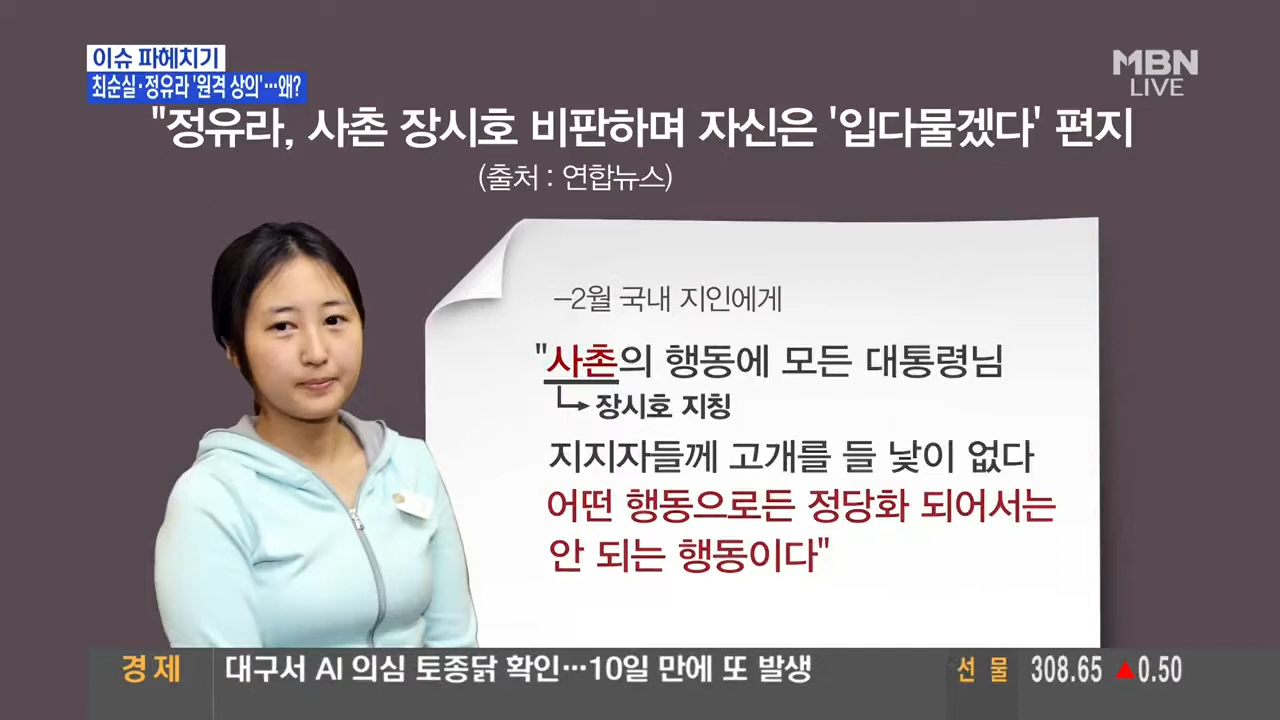 이슈 파헤치기
최순실·정유라 '원격 상의'…왜?
MBN
LIVE
"정유라, 사촌 장시호 비판하며 자신은 '입다물겠다' 편지
(출처 : 연합뉴스)
-2월 국내 지인에게
"사촌의 행동에 모든 대통령님
장시호 지칭
지지자들께 고개를 들 낯이 없다
어떤 행동으로든 정당화 되어서는
안 되는 행동이다"
경제 대구서 AI 의심 토종닭 확인…10일 만에 또 발생 선물 308.65 ▲0.50